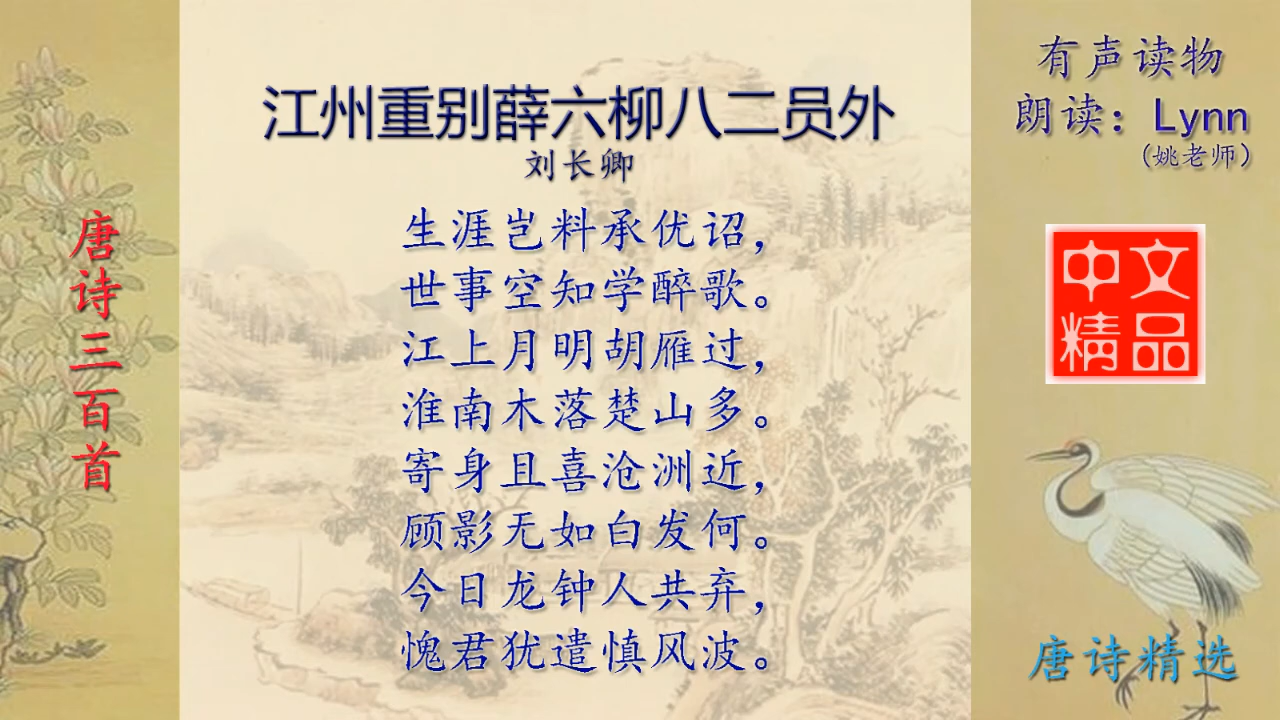 江州重别薛六柳八二员外
刘长卿
生涯岂料承优诏，
世事空知学醉歌。
江上月明胡雁过，
淮南木落楚山多。
寄身且喜沧洲近，
顾影无如白发何。
今日龙钟人共弃，
愧君犹遣慎风波。
唐诗三百首
有声读物
朗读：Lynn
（姚老师）
中文
精品
唐诗精选